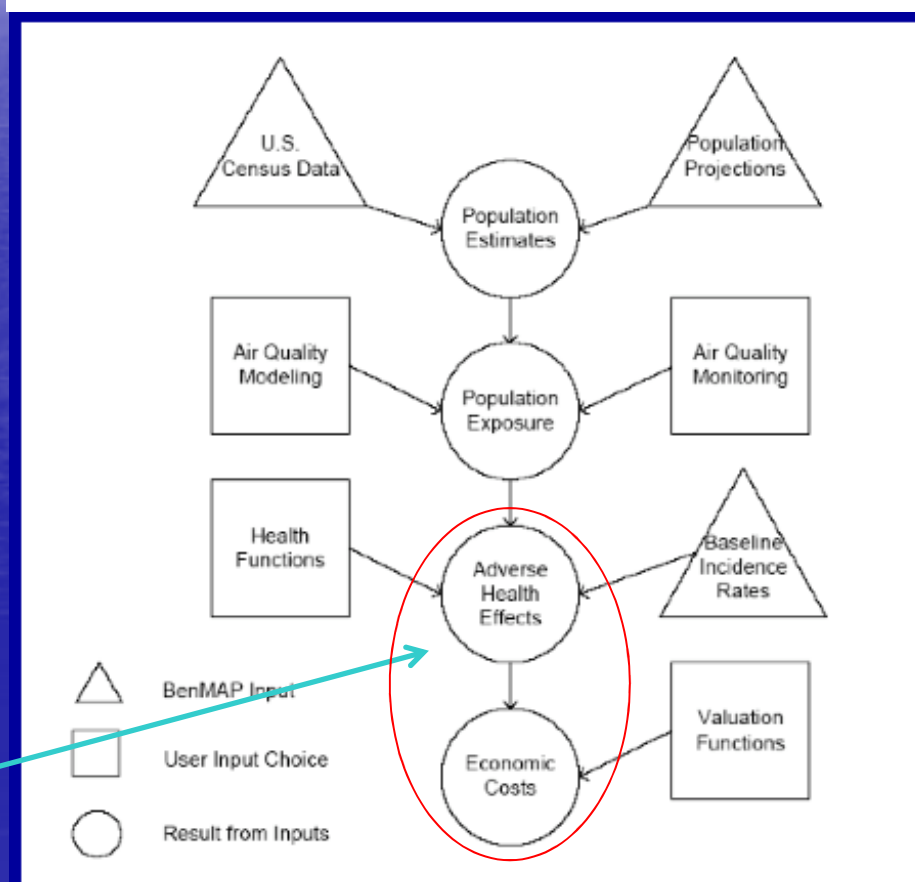 U.S.
Census Data
Population
Projections
Population
Estimates
Air Quality
Modeling
Air Quality
Monitoring
Population
Exposure
Health
Functions
Baseline
Incidence
Rates
Adverse
Health
Effects
BenMAP Input
User Input Choice
Result from Inputs
Valuation
Functions
Economic
Costs